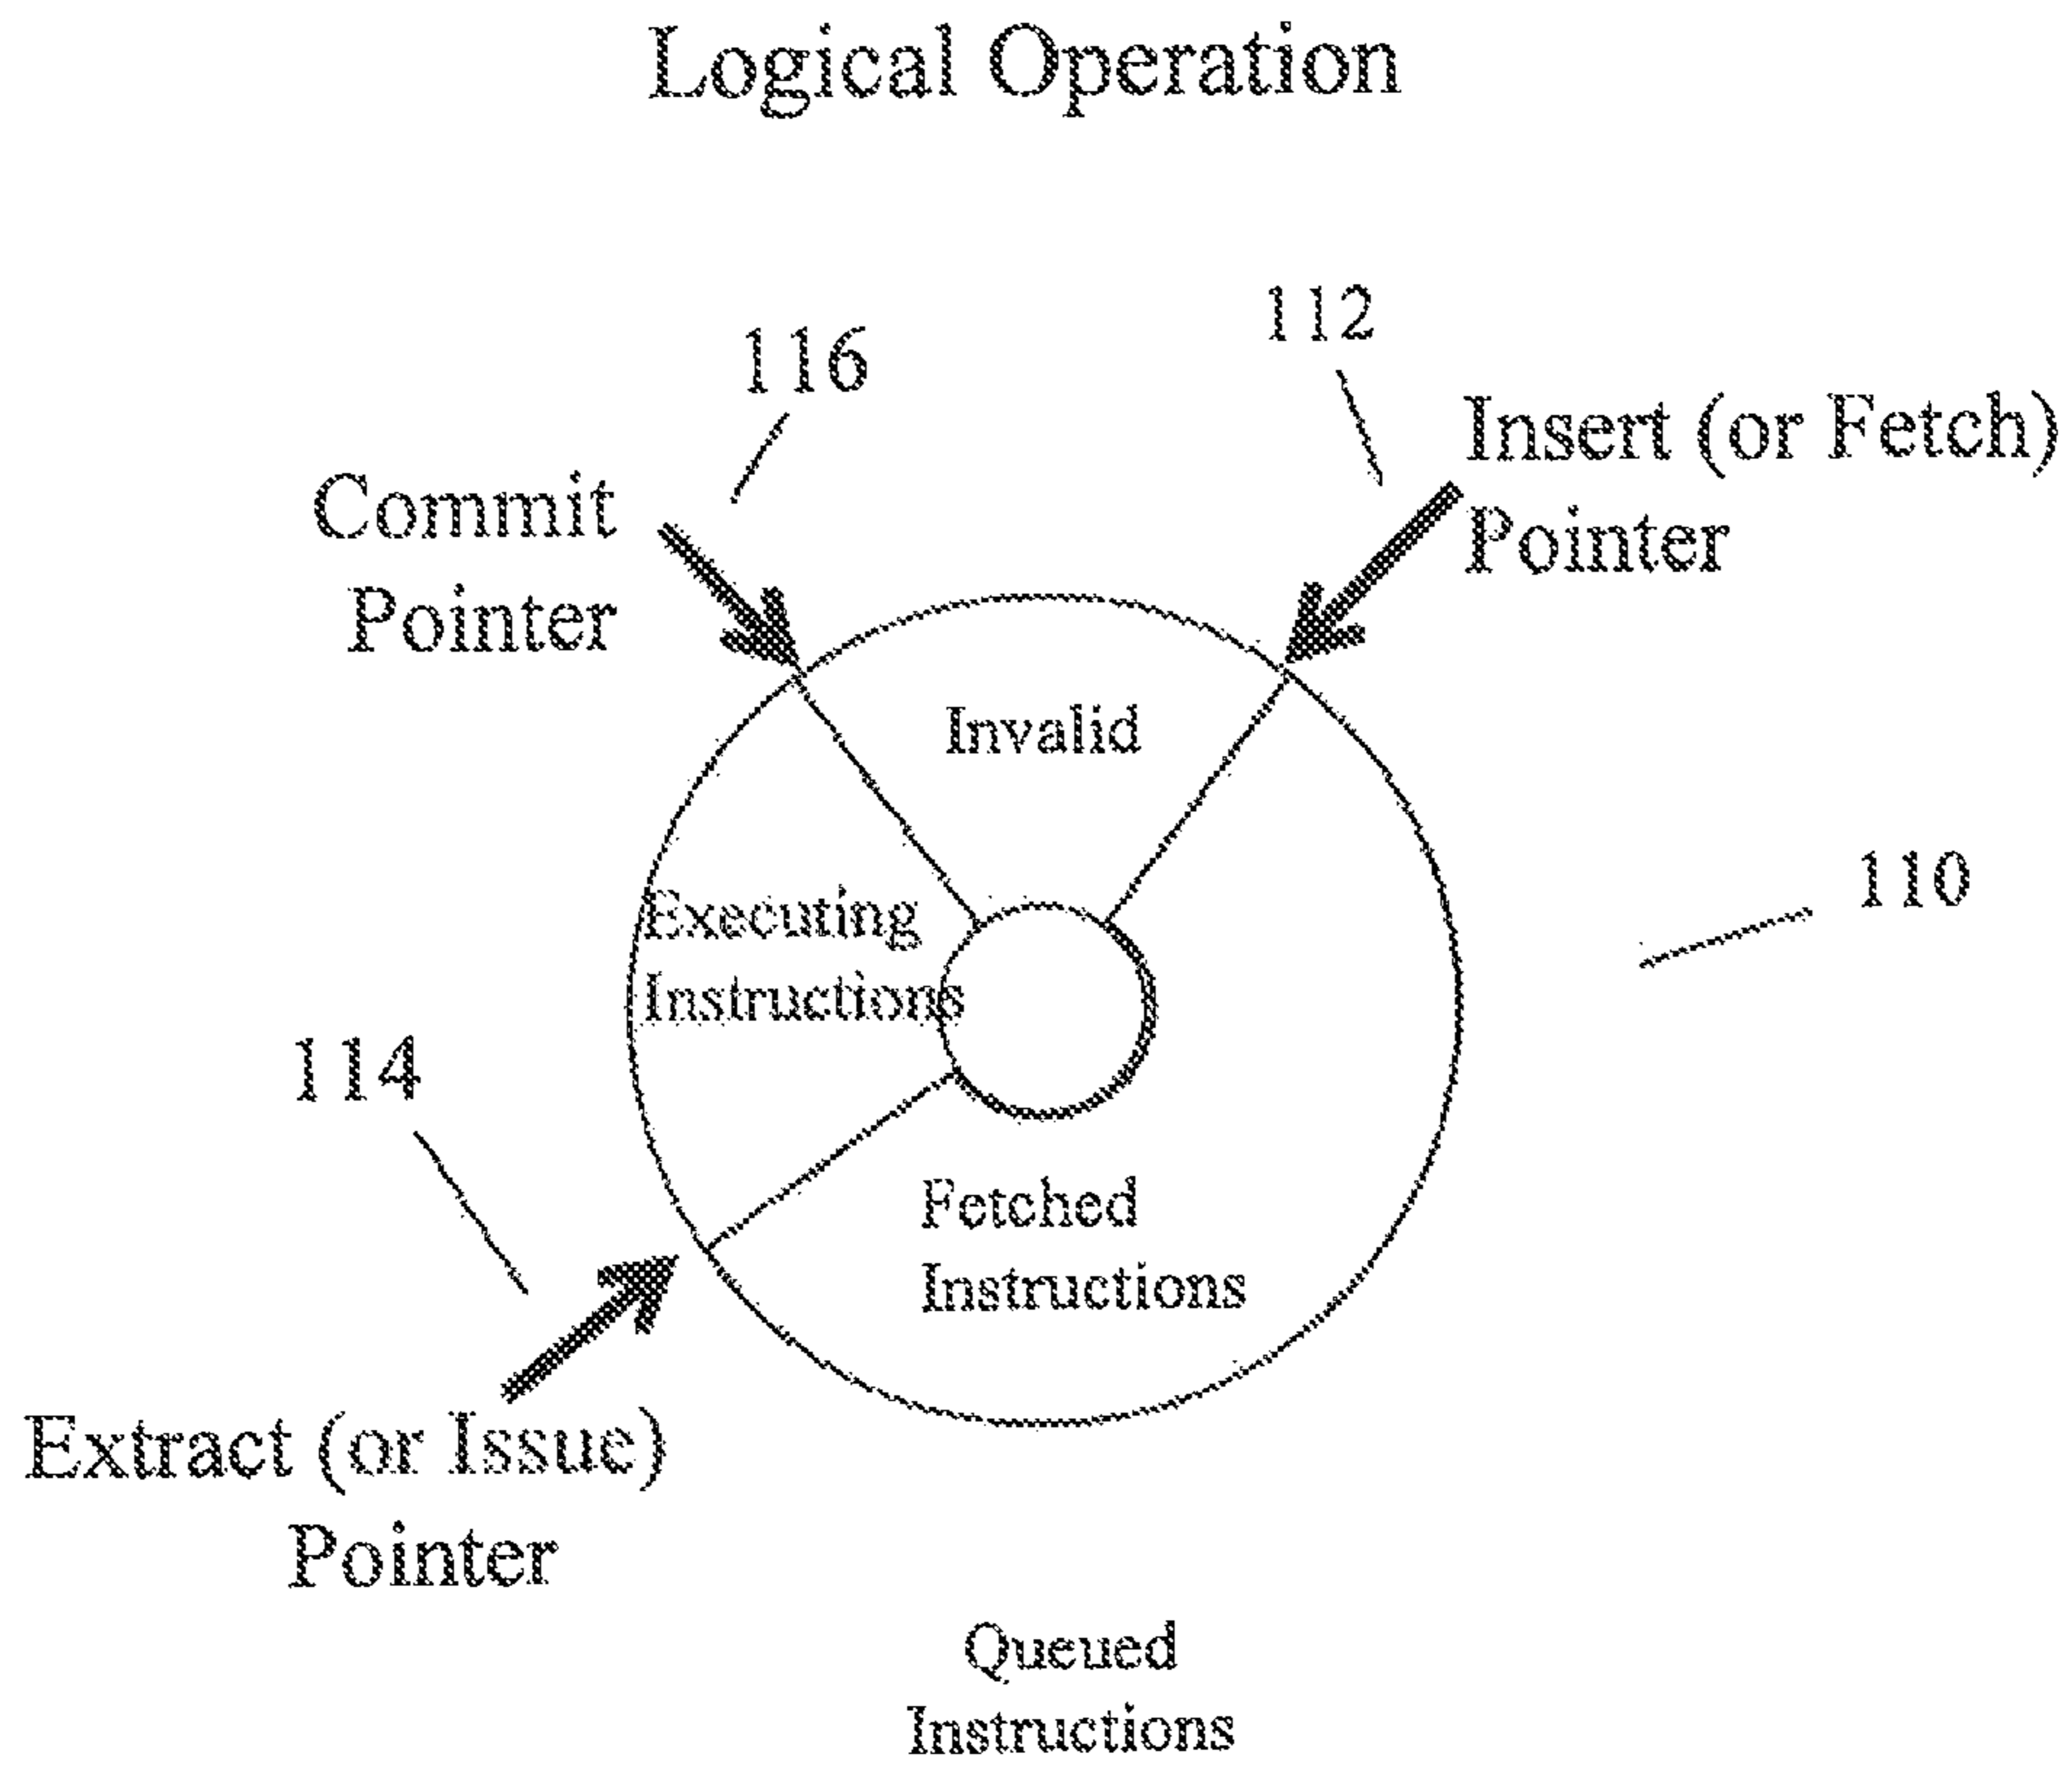 Logical Operation
116
112
Commit
Pointer
Insert (or Fetch)
Pointer
Invalid
110
Executing
Instructions
114
Fetched
Instructions
Extract (or Issue)
Pointer
Queued
Instructions